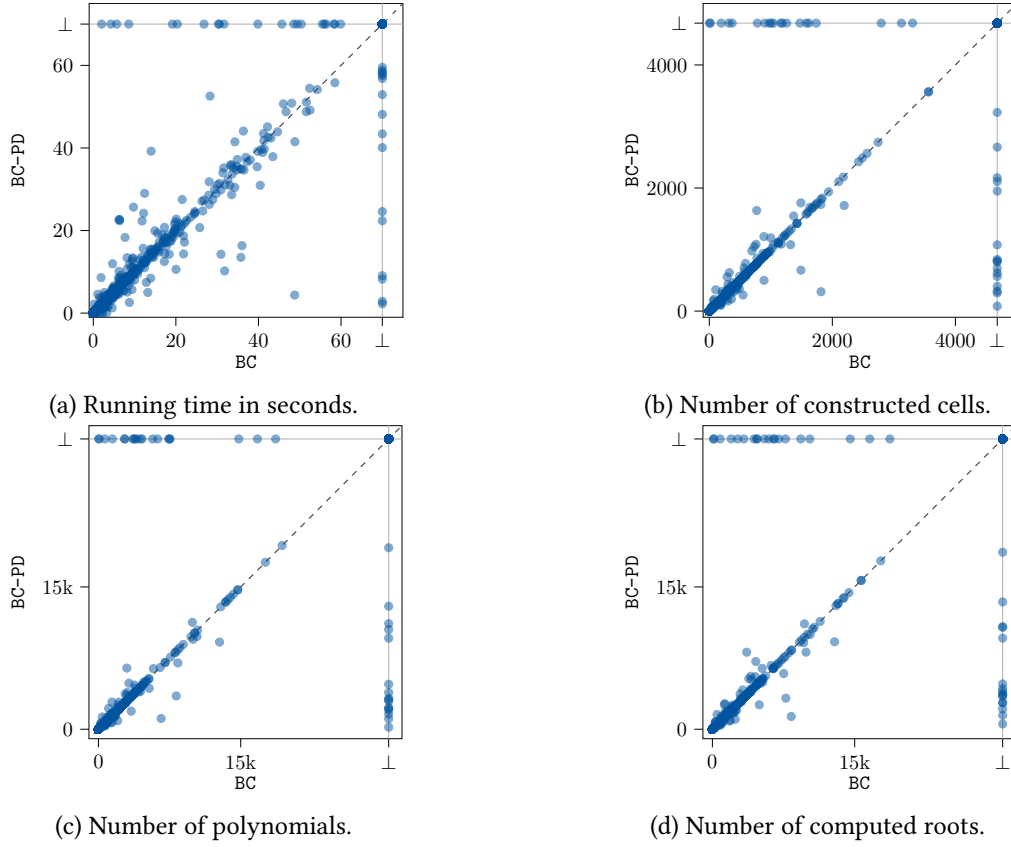 ⊥
60
40
20
0
BC-PD
0 20 40 60 ⊥
BC
(a) Running time in seconds.
⊥
4000
2000
0
BC-PD
0 2000 4000 ⊥
BC
(b) Number of constructed cells.
⊥
15k
0
BC-PD
0 15k ⊥
BC
(c) Number of polynomials.
⊥
15k
0
BC-PD
0 15k ⊥
BC
(d) Number of computed roots.